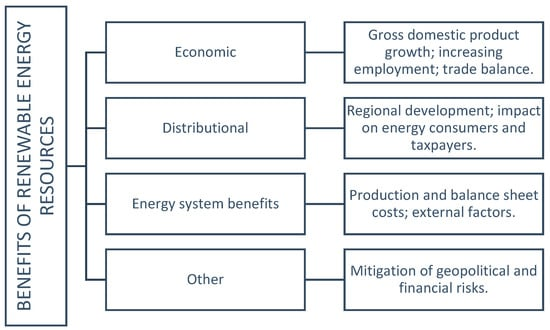 BENEFITS OF RENEWABLE ENERGY
RESOURCES
Economic
Gross domestic product
growth; increasing
employment; trade balance.
Distributional
Regional development; impact
on energy consumers and
taxpayers.
Energy system benefits
Production and balance sheet
costs; external factors.
Other
Mitigation of geopolitical and
financial risks.